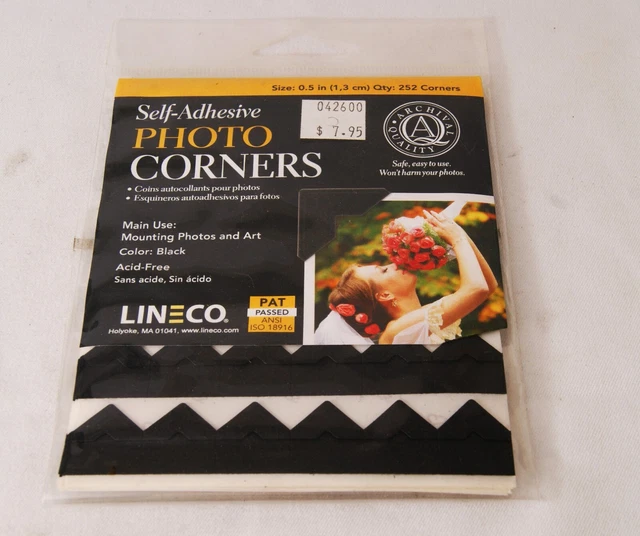 Size: 0.5 in (1,3 cm) Qty: 252 Corners
Self-Adhesive
PHOTO
CORNERS
• Coins autocollants pour photos
• Esquineros autoadhesivos para fotos
042600
$ 7.95
ARCHIVAL
AQ
QUALITY
Safe, easy to use.
Won't harm your photos.
Main Use:
Mounting Photos and Art
Color: Black
Acid-Free
Sans acide, Sin ácido
LINECO®
Holyoke, MA 01041, www.lineco.com
PAT
PASSED
ANSI
ISO 18916